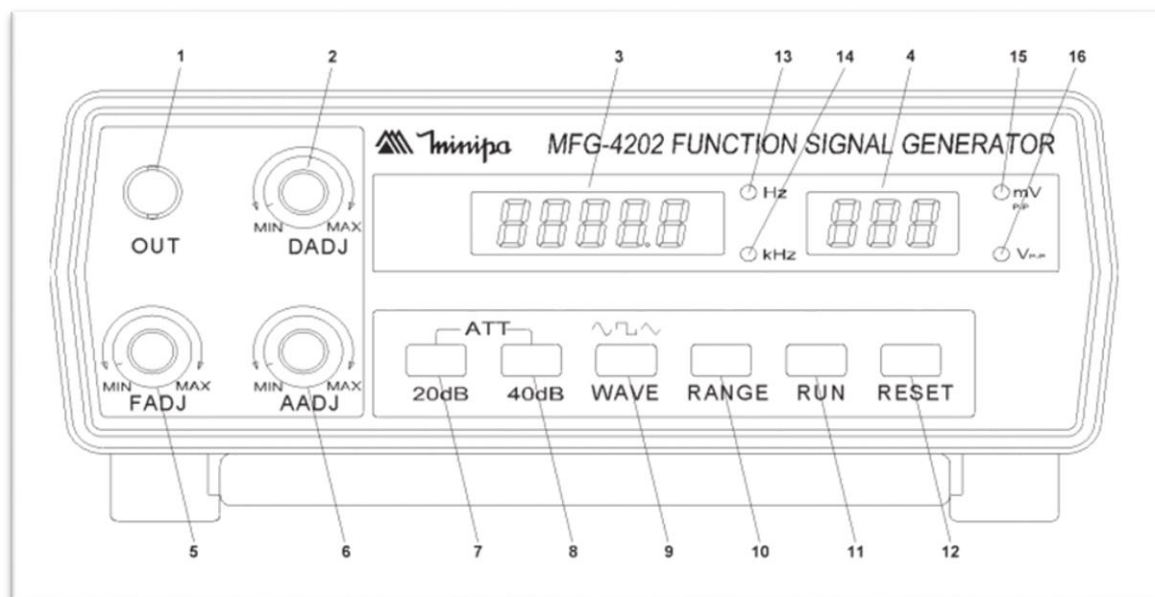 1 2 3 13 14 4 15 16
minipa MFG-4202 FUNCTION SIGNAL GENERATOR
Hz mV P-P
88888 888
kHz VP-P
MIN MAX
OUT DADJ
ATT
MIN MAX MIN MAX
FADJ AADJ
20dB 40dB WAVE RANGE RUN RESET
5 6 7 8 9 10 11 12